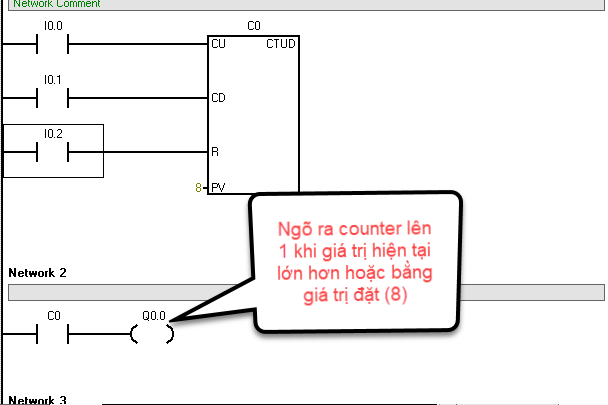 Network Comment
I0.0
C0
CU CTUD
I0.1
CD
I0.2
R
8 PV
Ngõ ra counter lên
1 khi giá trị hiện tại
lớn hơn hoặc bằng
giá trị đặt (8)
Network 2
C0 Q0.0
Network 3